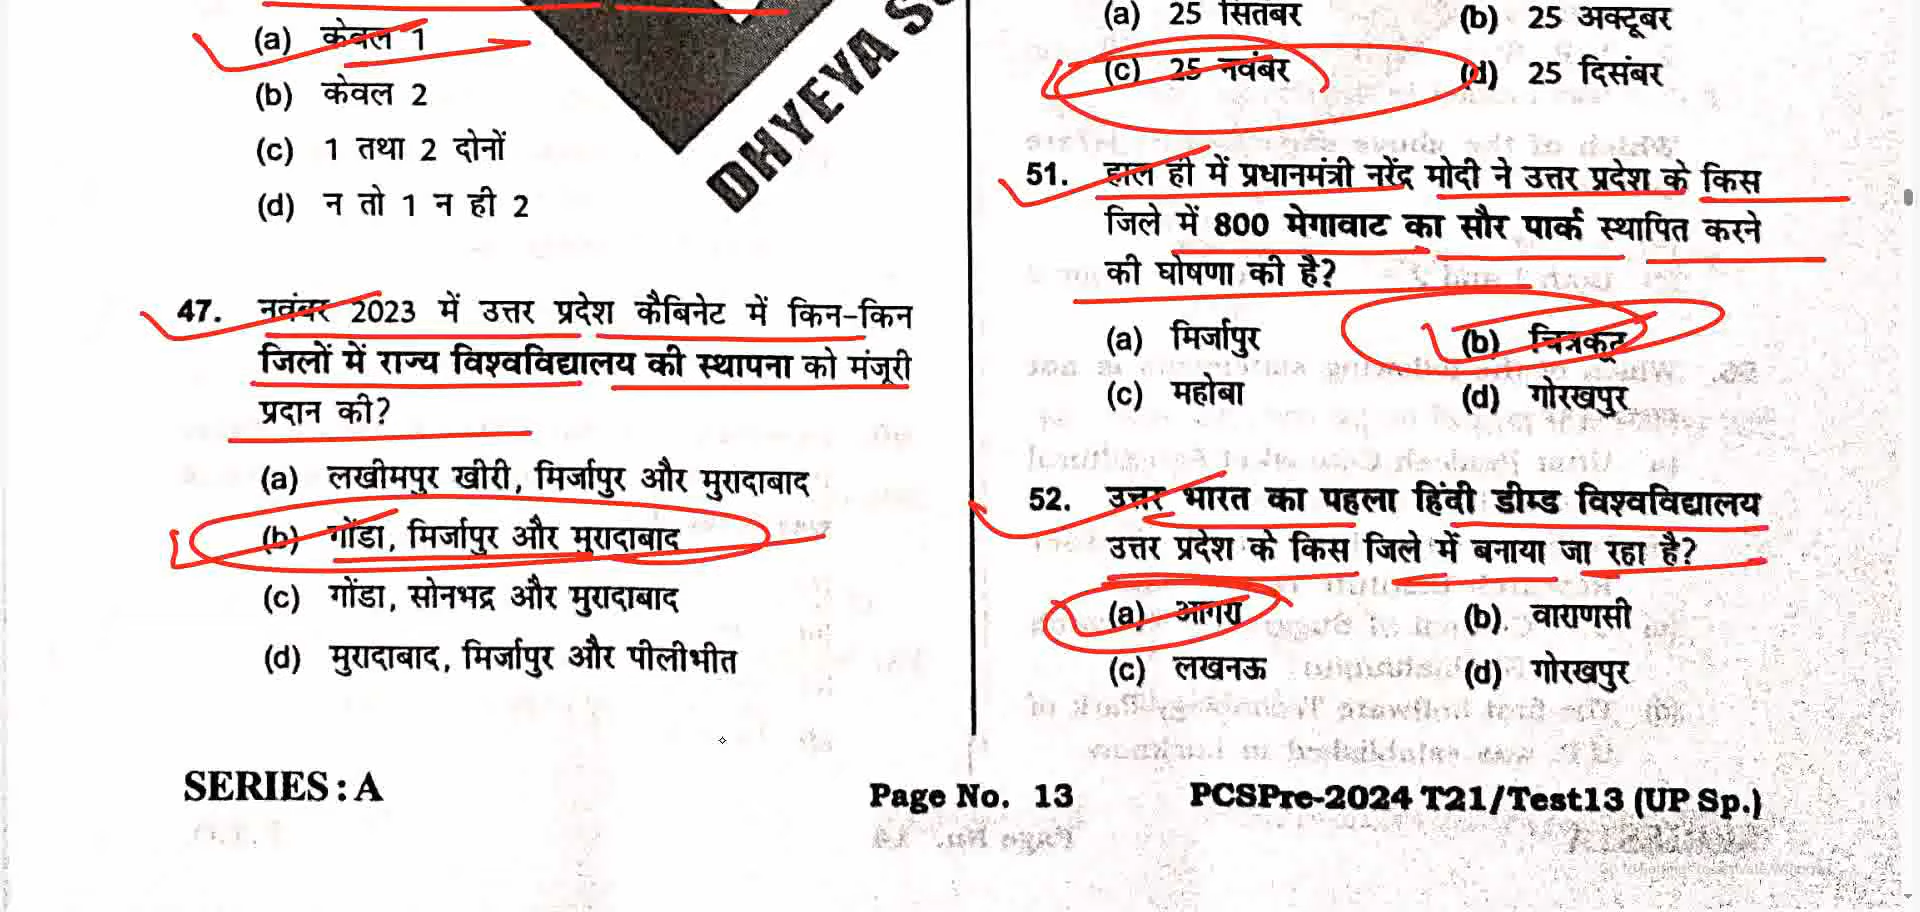 (a) केवल 1
(b) केवल 2
(c) 1 तथा 2 दोनों
(d) न तो 1 न ही 2
DHYEYA
47. नवंबर 2023 में उत्तर प्रदेश कैबिनेट में किन-किन
जिलों में राज्य विश्वविद्यालय की स्थापना को मंजूरी
प्रदान की?
(a) लखीमपुर खीरी, मिर्जापुर और मुरादाबाद
(b) गोंडा, मिर्जापुर और मुरादाबाद
(c) गोंडा, सोनभद्र और मुरादाबाद
(d) मुरादाबाद, मिर्जापुर और पीलीभीत
(a) 25 सितंबर (b) 25 अक्टूबर
(c) 25 नवंबर (d) 25 दिसंबर
51. हाल ही में प्रधानमंत्री नरेंद्र मोदी ने उत्तर प्रदेश के किस
जिले में 800 मेगावाट का सौर पार्क स्थापित करने
की घोषणा की है?
(a) मिर्जापुर (b) चित्रकूट
(c) महोबा (d) गोरखपुर
52. उत्तर भारत का पहला हिंदी डीम्ड विश्वविद्यालय
उत्तर प्रदेश के किस जिले में बनाया जा रहा है?
(a) आगरा (b) वाराणसी
(c) लखनऊ (d) गोरखपुर
SERIES : A Page No. 13 PCSPre-2024 T21/Test13 (UP Sp.)